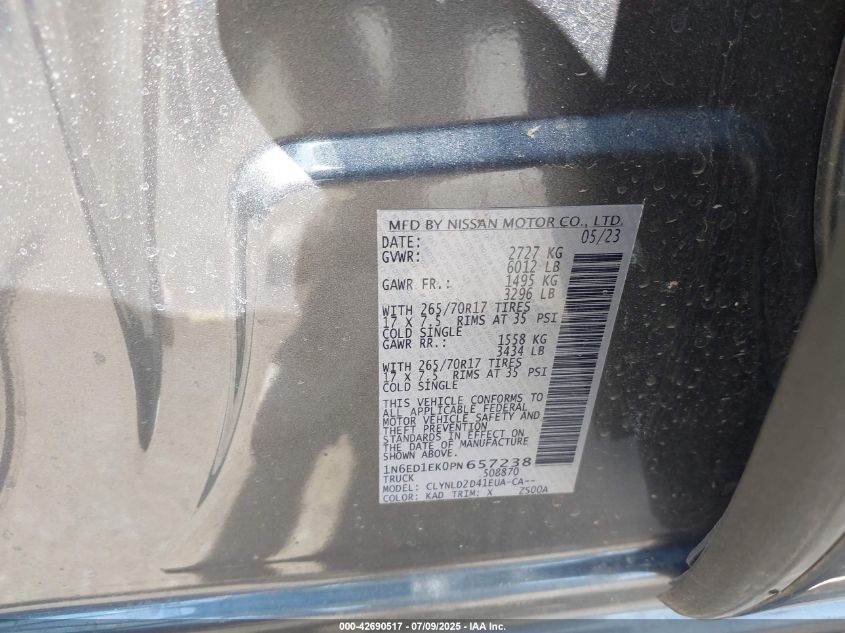 MFD BY NISSAN MOTOR CO., LTD.
DATE: 05/23
GVWR: 2727 KG
6012 LB
GAWR FR.: 1495 KG
3296 LB
WITH 265/70R17 TIRES
17 X 7.5 RIMS AT 35 PSI
COLD SINGLE
GAWR RR.: 1558 KG
3434 LB
WITH 265/70R17 TIRES
17 X 7.5 RIMS AT 35 PSI
COLD SINGLE
THIS VEHICLE CONFORMS TO
ALL APPLICABLE FEDERAL
MOTOR VEHICLE SAFETY AND
THEFT PREVENTION
STANDARDS IN EFFECT ON
THE DATE OF MANUFACTURE
SHOWN ABOVE.
1N6ED1EK0PN657238
TRUCK 508870
MODEL: CLYNLD2D41EUA-CA--
COLOR: KAD TRIM: X ZS00A
000-42690517 / 07/09/2025 - IAA Inc.